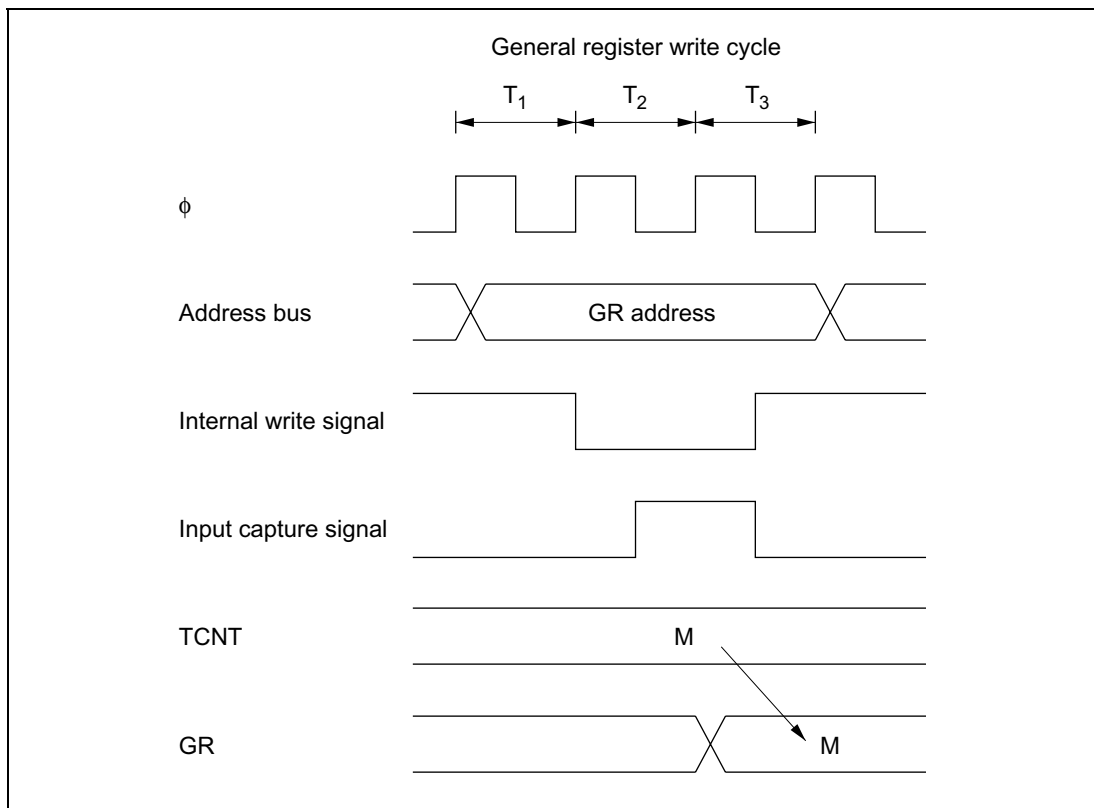 General register write cycle
T1 T2 T3
φ
Address bus GR address
Internal write signal
Input capture signal
TCNT M
GR M